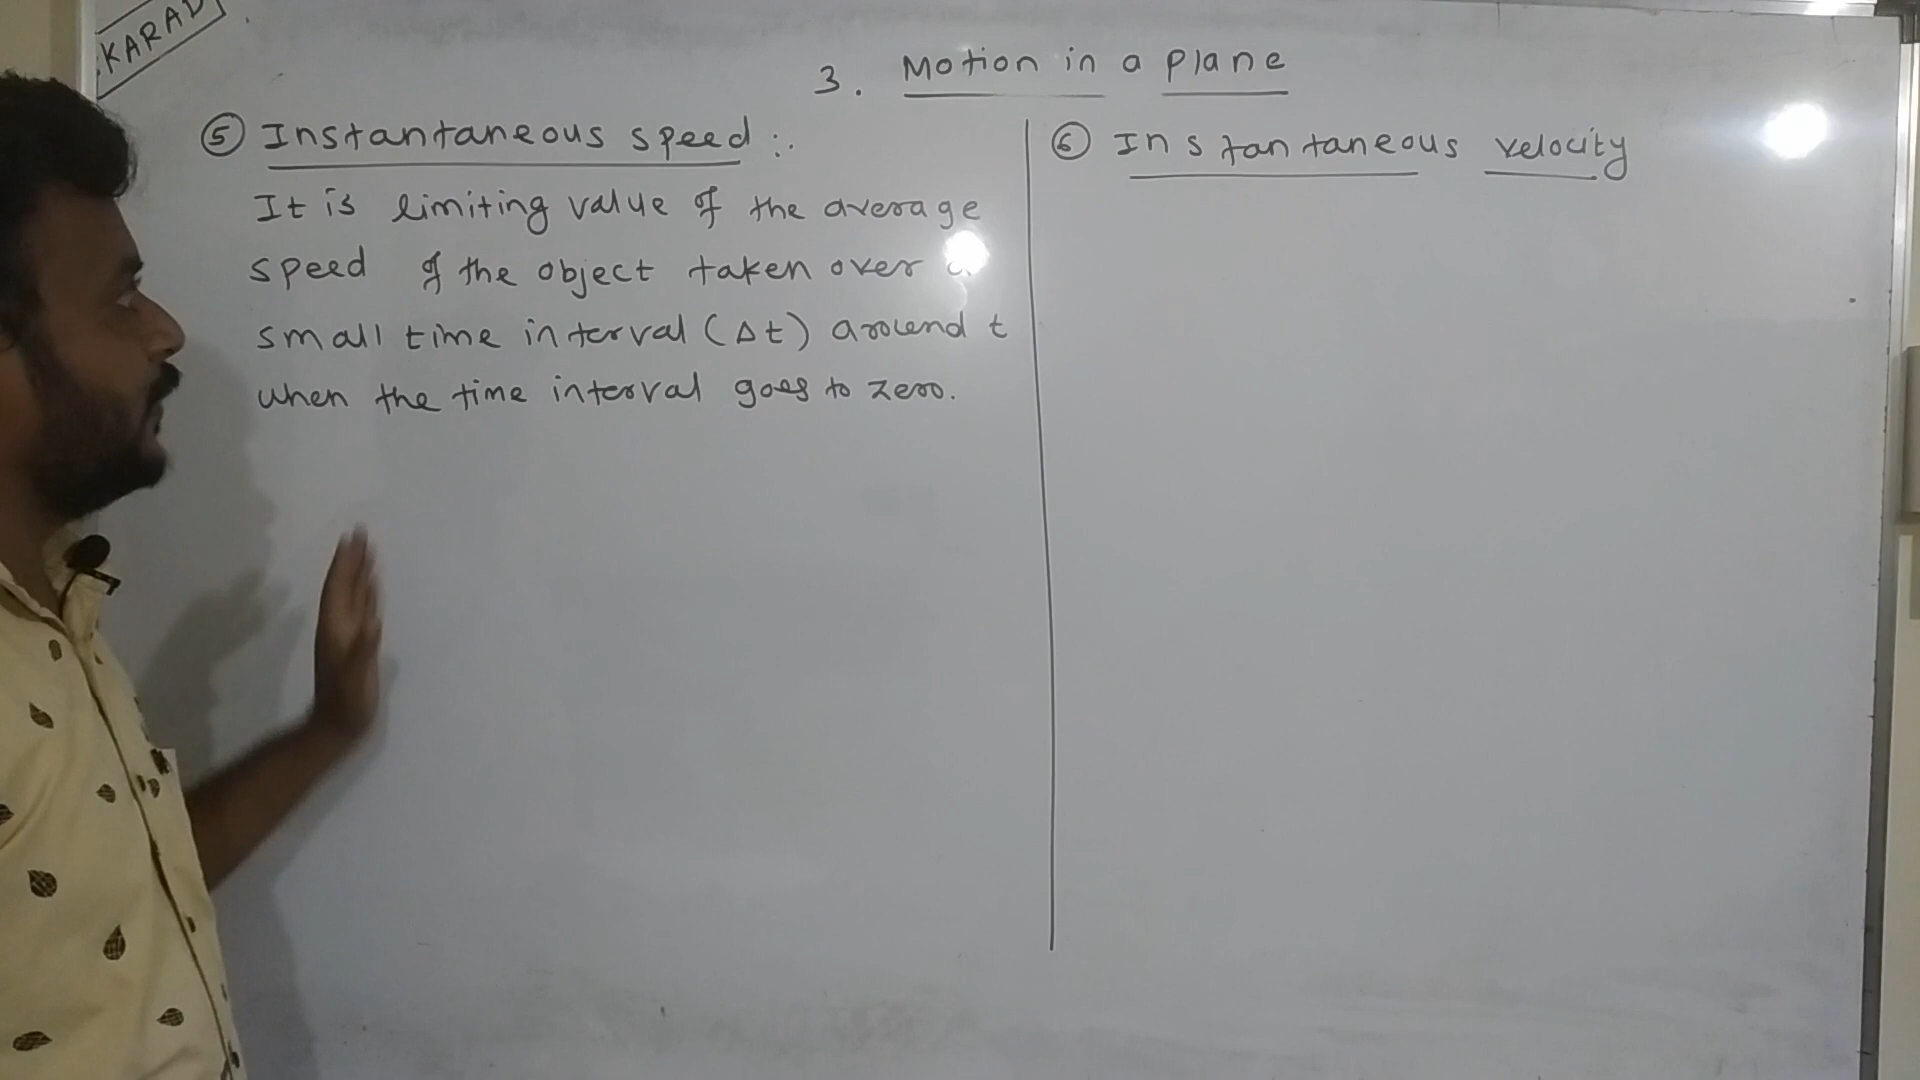 KARAD
3. Motion in a plane
⑤ Instantaneous speed :.
It is limiting value of the average
speed of the object taken over a
small time interval (Δt) around t
when the time interval goes to zero.
⑥ Instantaneous velocity